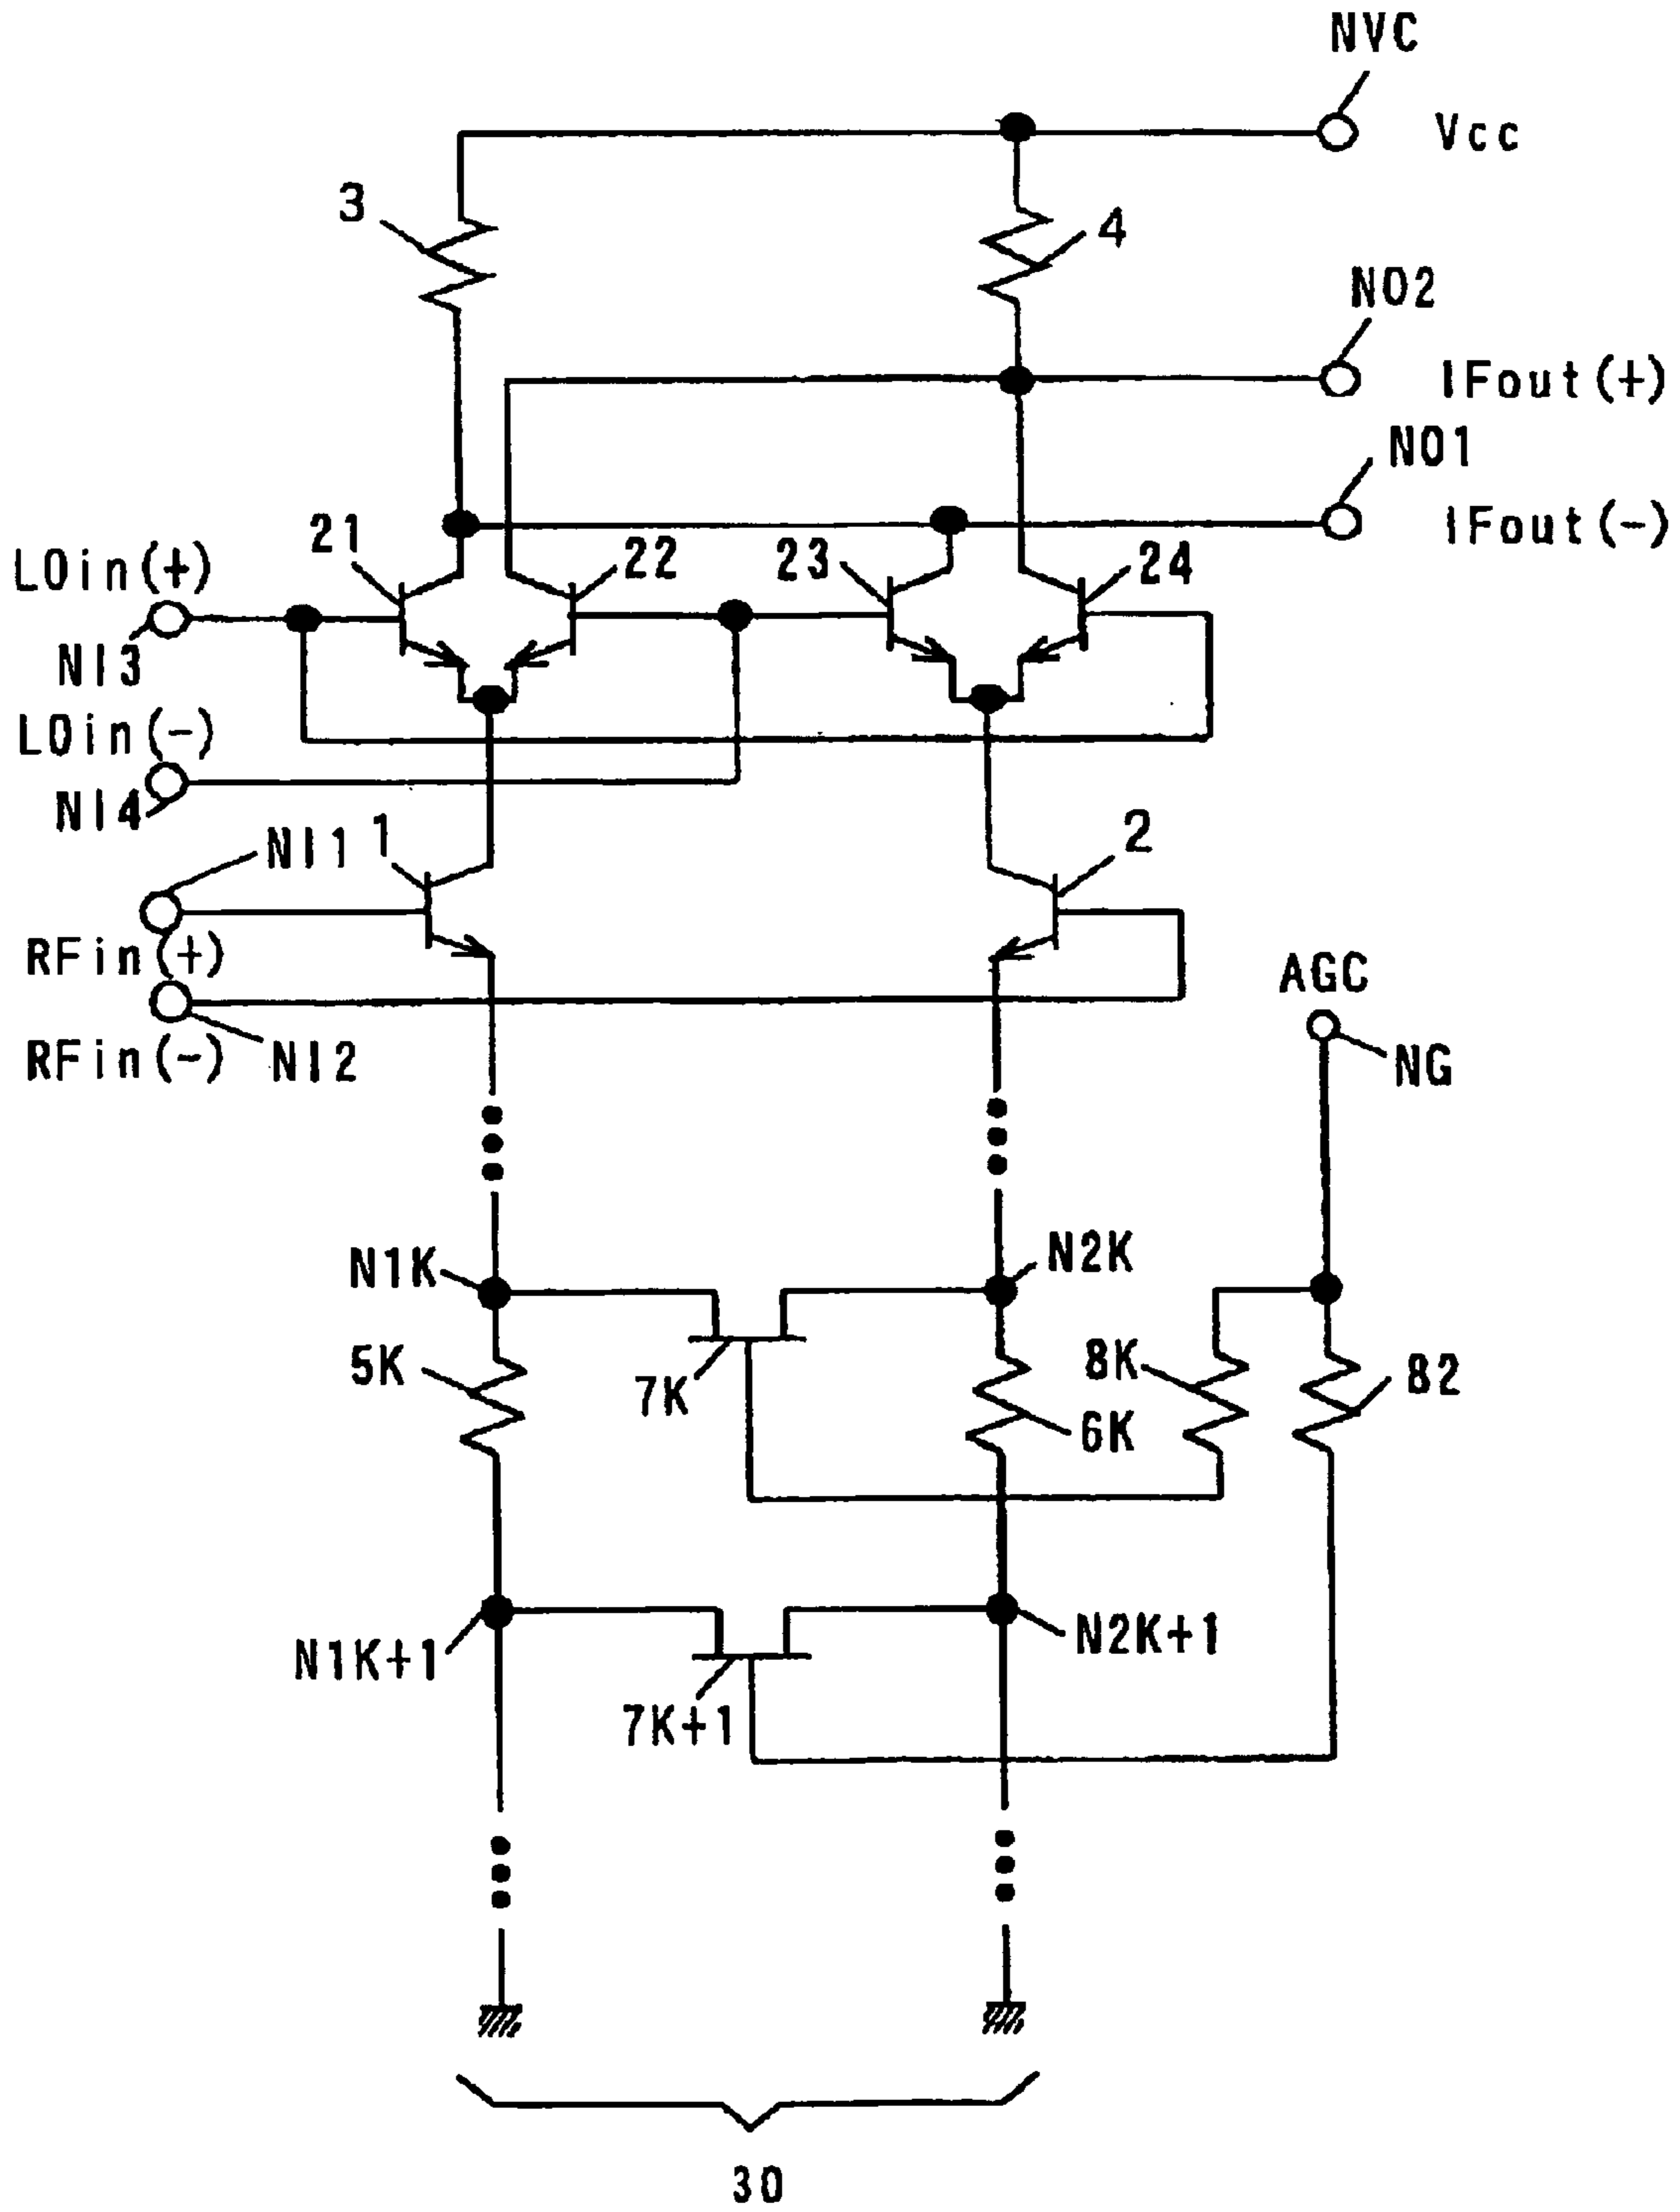 NVC
Vcc
3
4
NO2
IFout(+)
NO1
IFout(-)
21
22
23
24
LOin(+)
NI3
LOin(-)
NI4
NI1
1
2
RFin(+)
RFin(-)
NI2
AGC
NG
N1K
N2K
5K
7K
8K
82
6K
N1K+1
N2K+1
7K+1
30